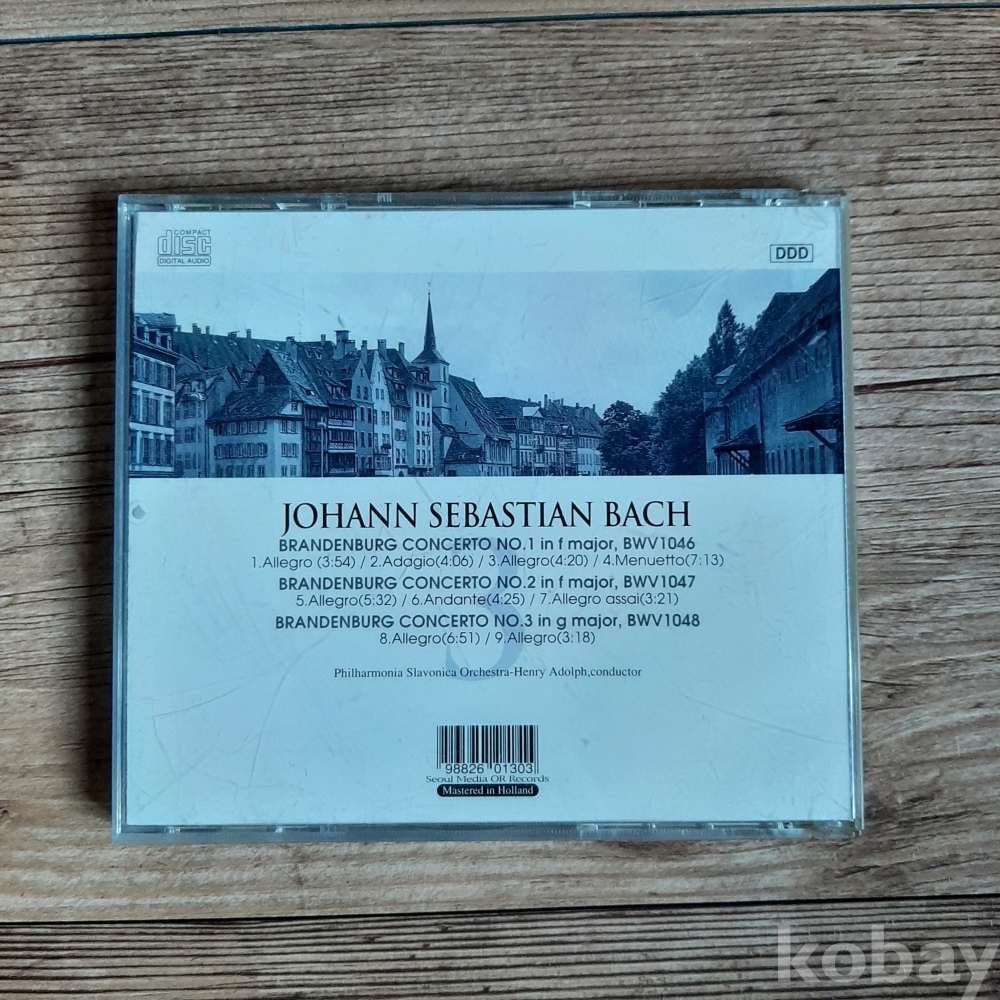 COMPACT
disc
DIGITAL AUDIO
DDD
JOHANN SEBASTIAN BACH
BRANDENBURG CONCERTO NO.1 in f major, BWV1046
1.Allegro (3:54) / 2.Adagio(4:06) / 3.Allegro(4:20) / 4.Menuetto(7:13)
BRANDENBURG CONCERTO NO.2 in f major, BWV1047
5.Allegro(5:32) / 6.Andante(4:25) / 7.Allegro assai(3:21)
BRANDENBURG CONCERTO NO.3 in g major, BWV1048
8.Allegro(6:51) / 9.Allegro(3:18)
3
Philharmonia Slavonica Orchestra-Henry Adolph,conductor
98826 01303
Seoul Media OR Records
Mastered in Holland
kobay